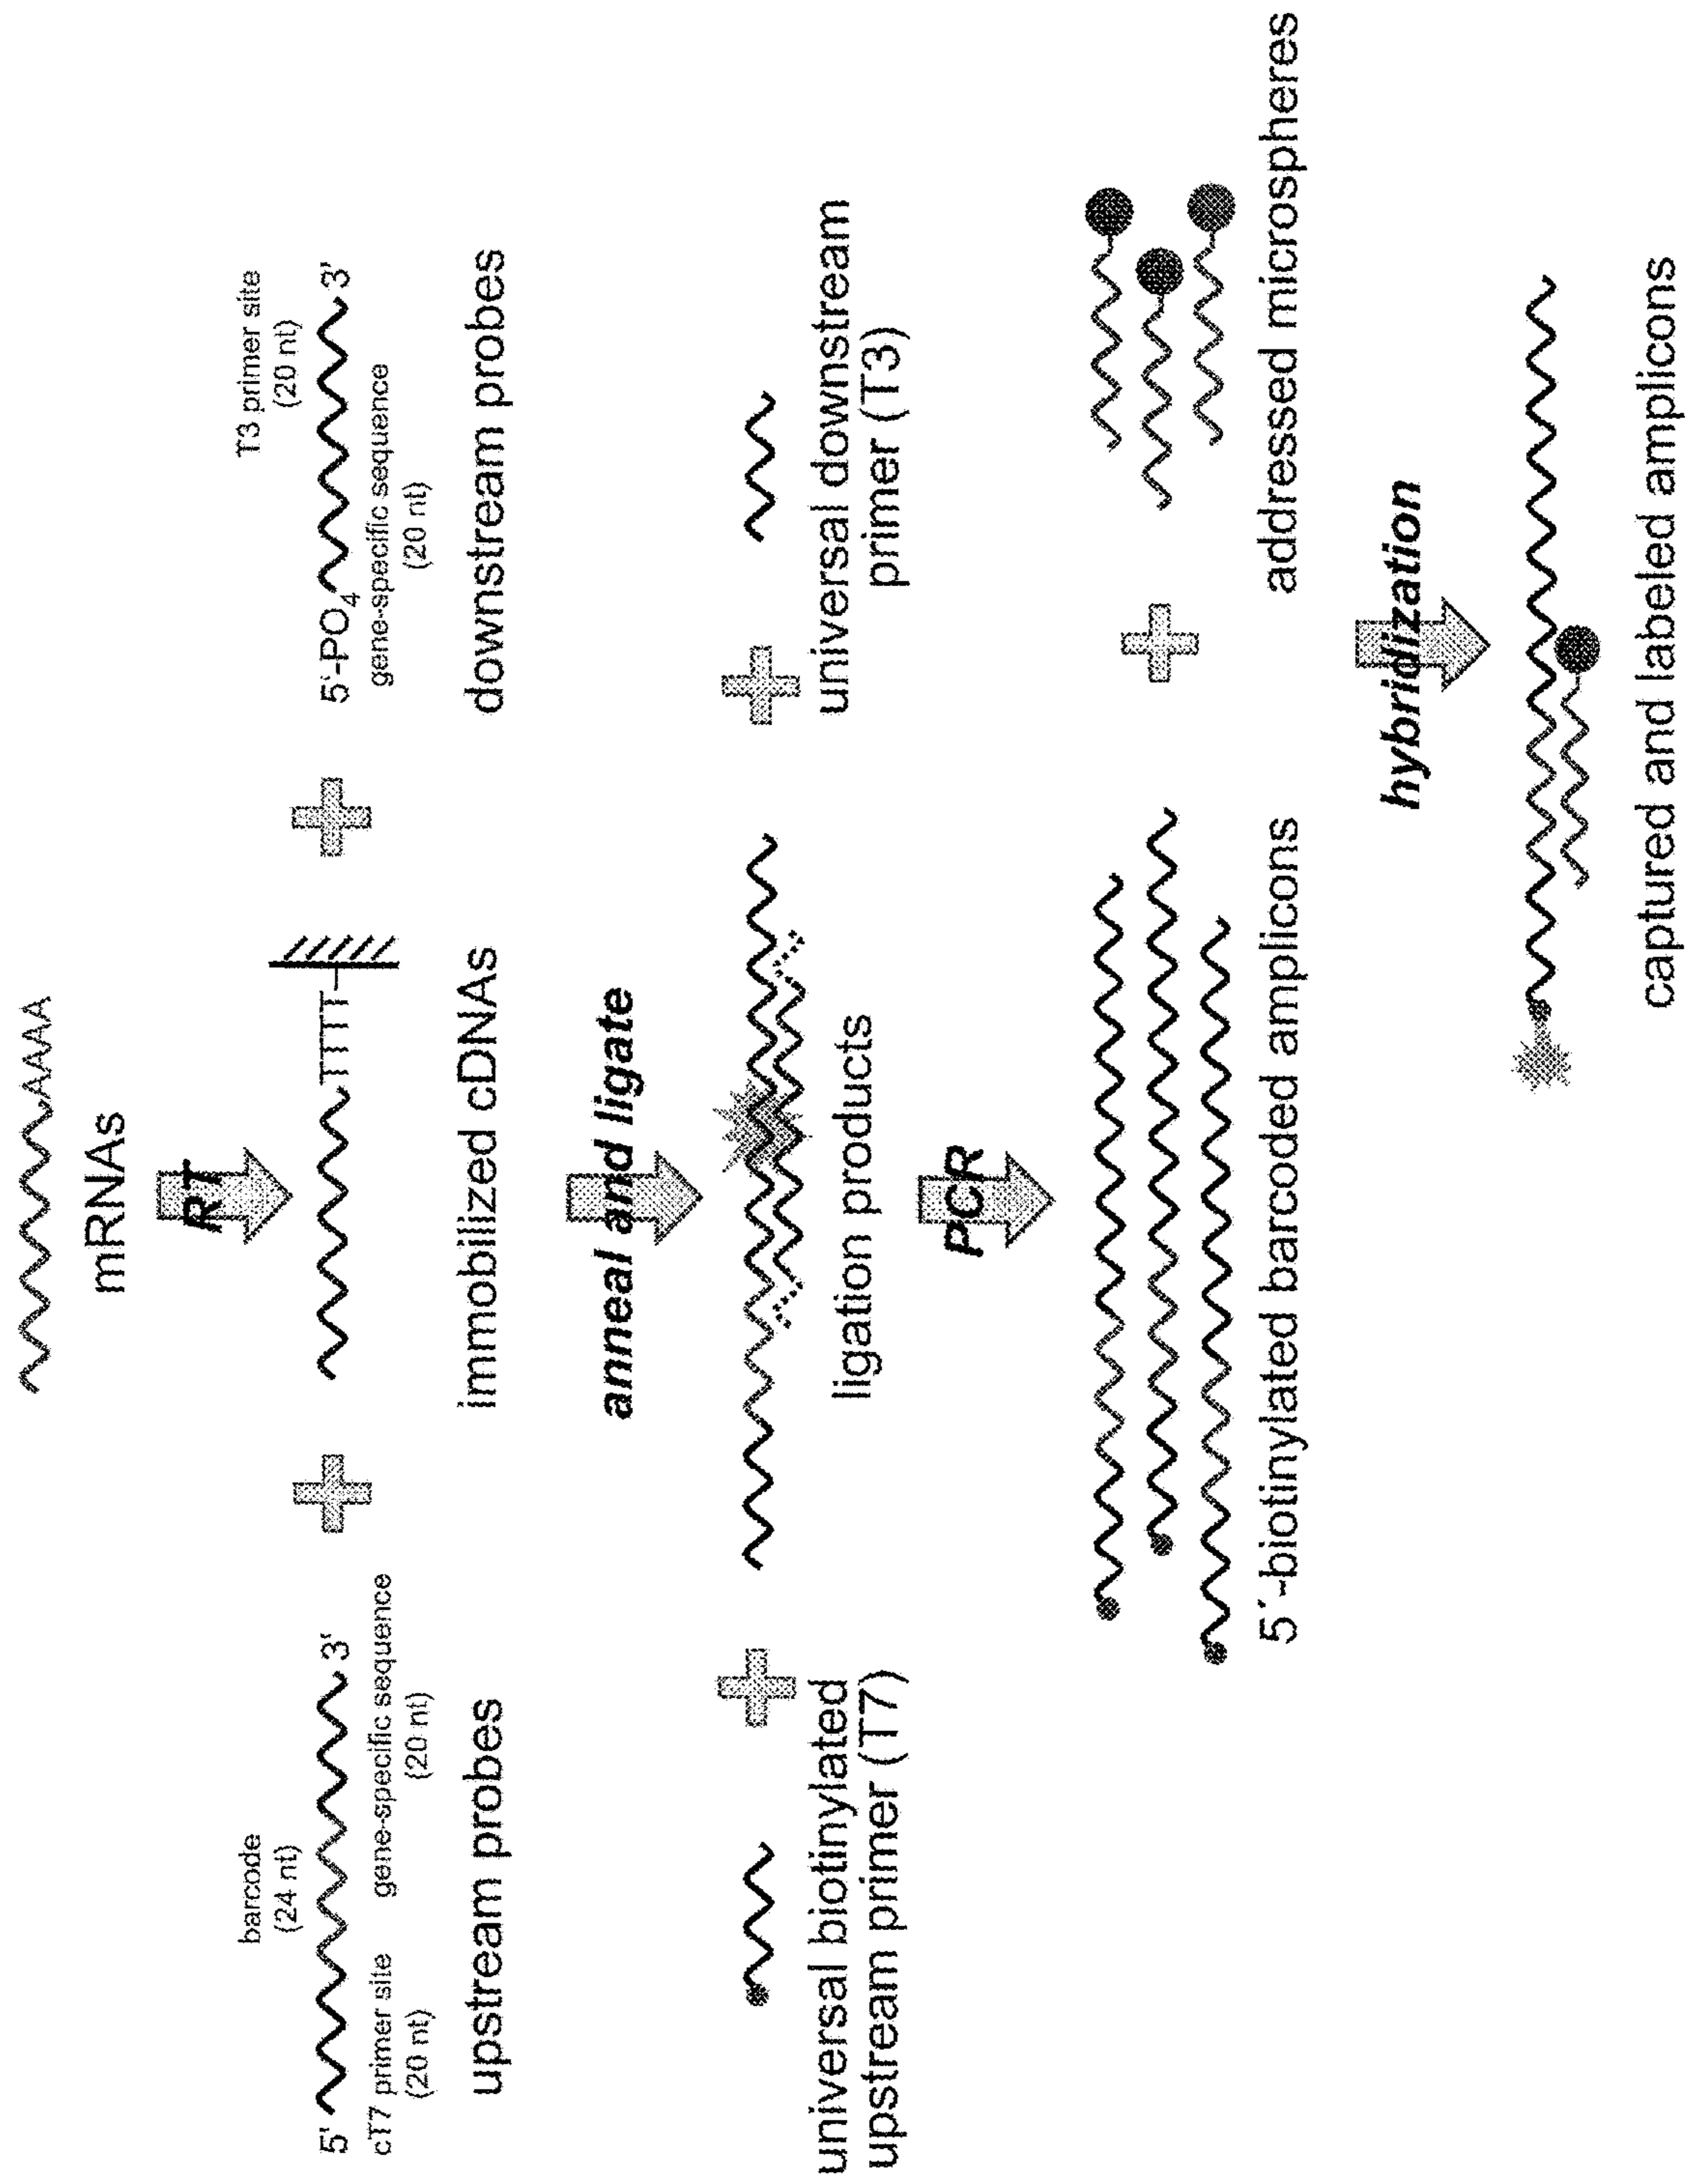 AAAA
mRNAs
RT
barcode
(24 nt)
T3 primer site
(20 nt)
5' 3'
TTTT
5'-PO4 3'
cT7 primer site gene-specific sequence
(20 nt) (20 nt)
gene-specific sequence
(20 nt)
upstream probes
immobilized cDNAs
downstream probes
anneal and ligate
universal biotinylated
upstream primer (T7)
ligation products
universal downstream
primer (T3)
PCR
5´-biotinylated barcoded amplicons
addressed microspheres
hybridization
captured and labeled amplicons